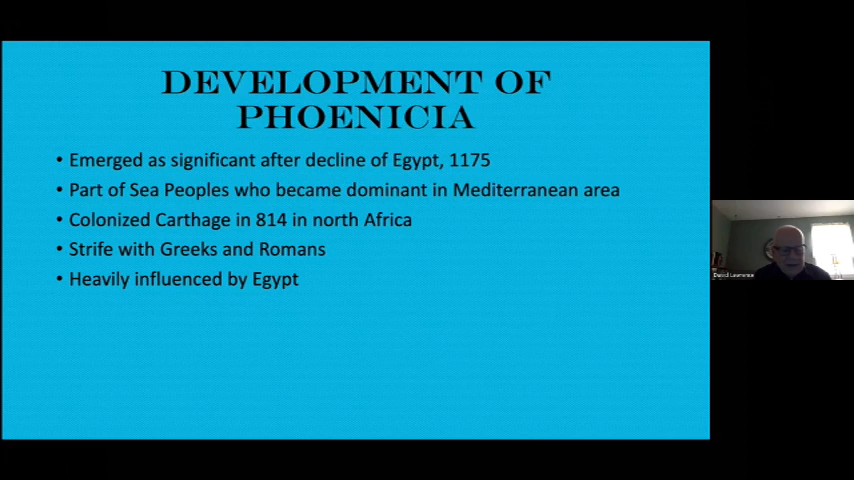 DEVELOPMENT OF
PHOENICIA
• Emerged as significant after decline of Egypt, 1175
• Part of Sea Peoples who became dominant in Mediterranean area
• Colonized Carthage in 814 in north Africa
• Strife with Greeks and Romans
• Heavily influenced by Egypt